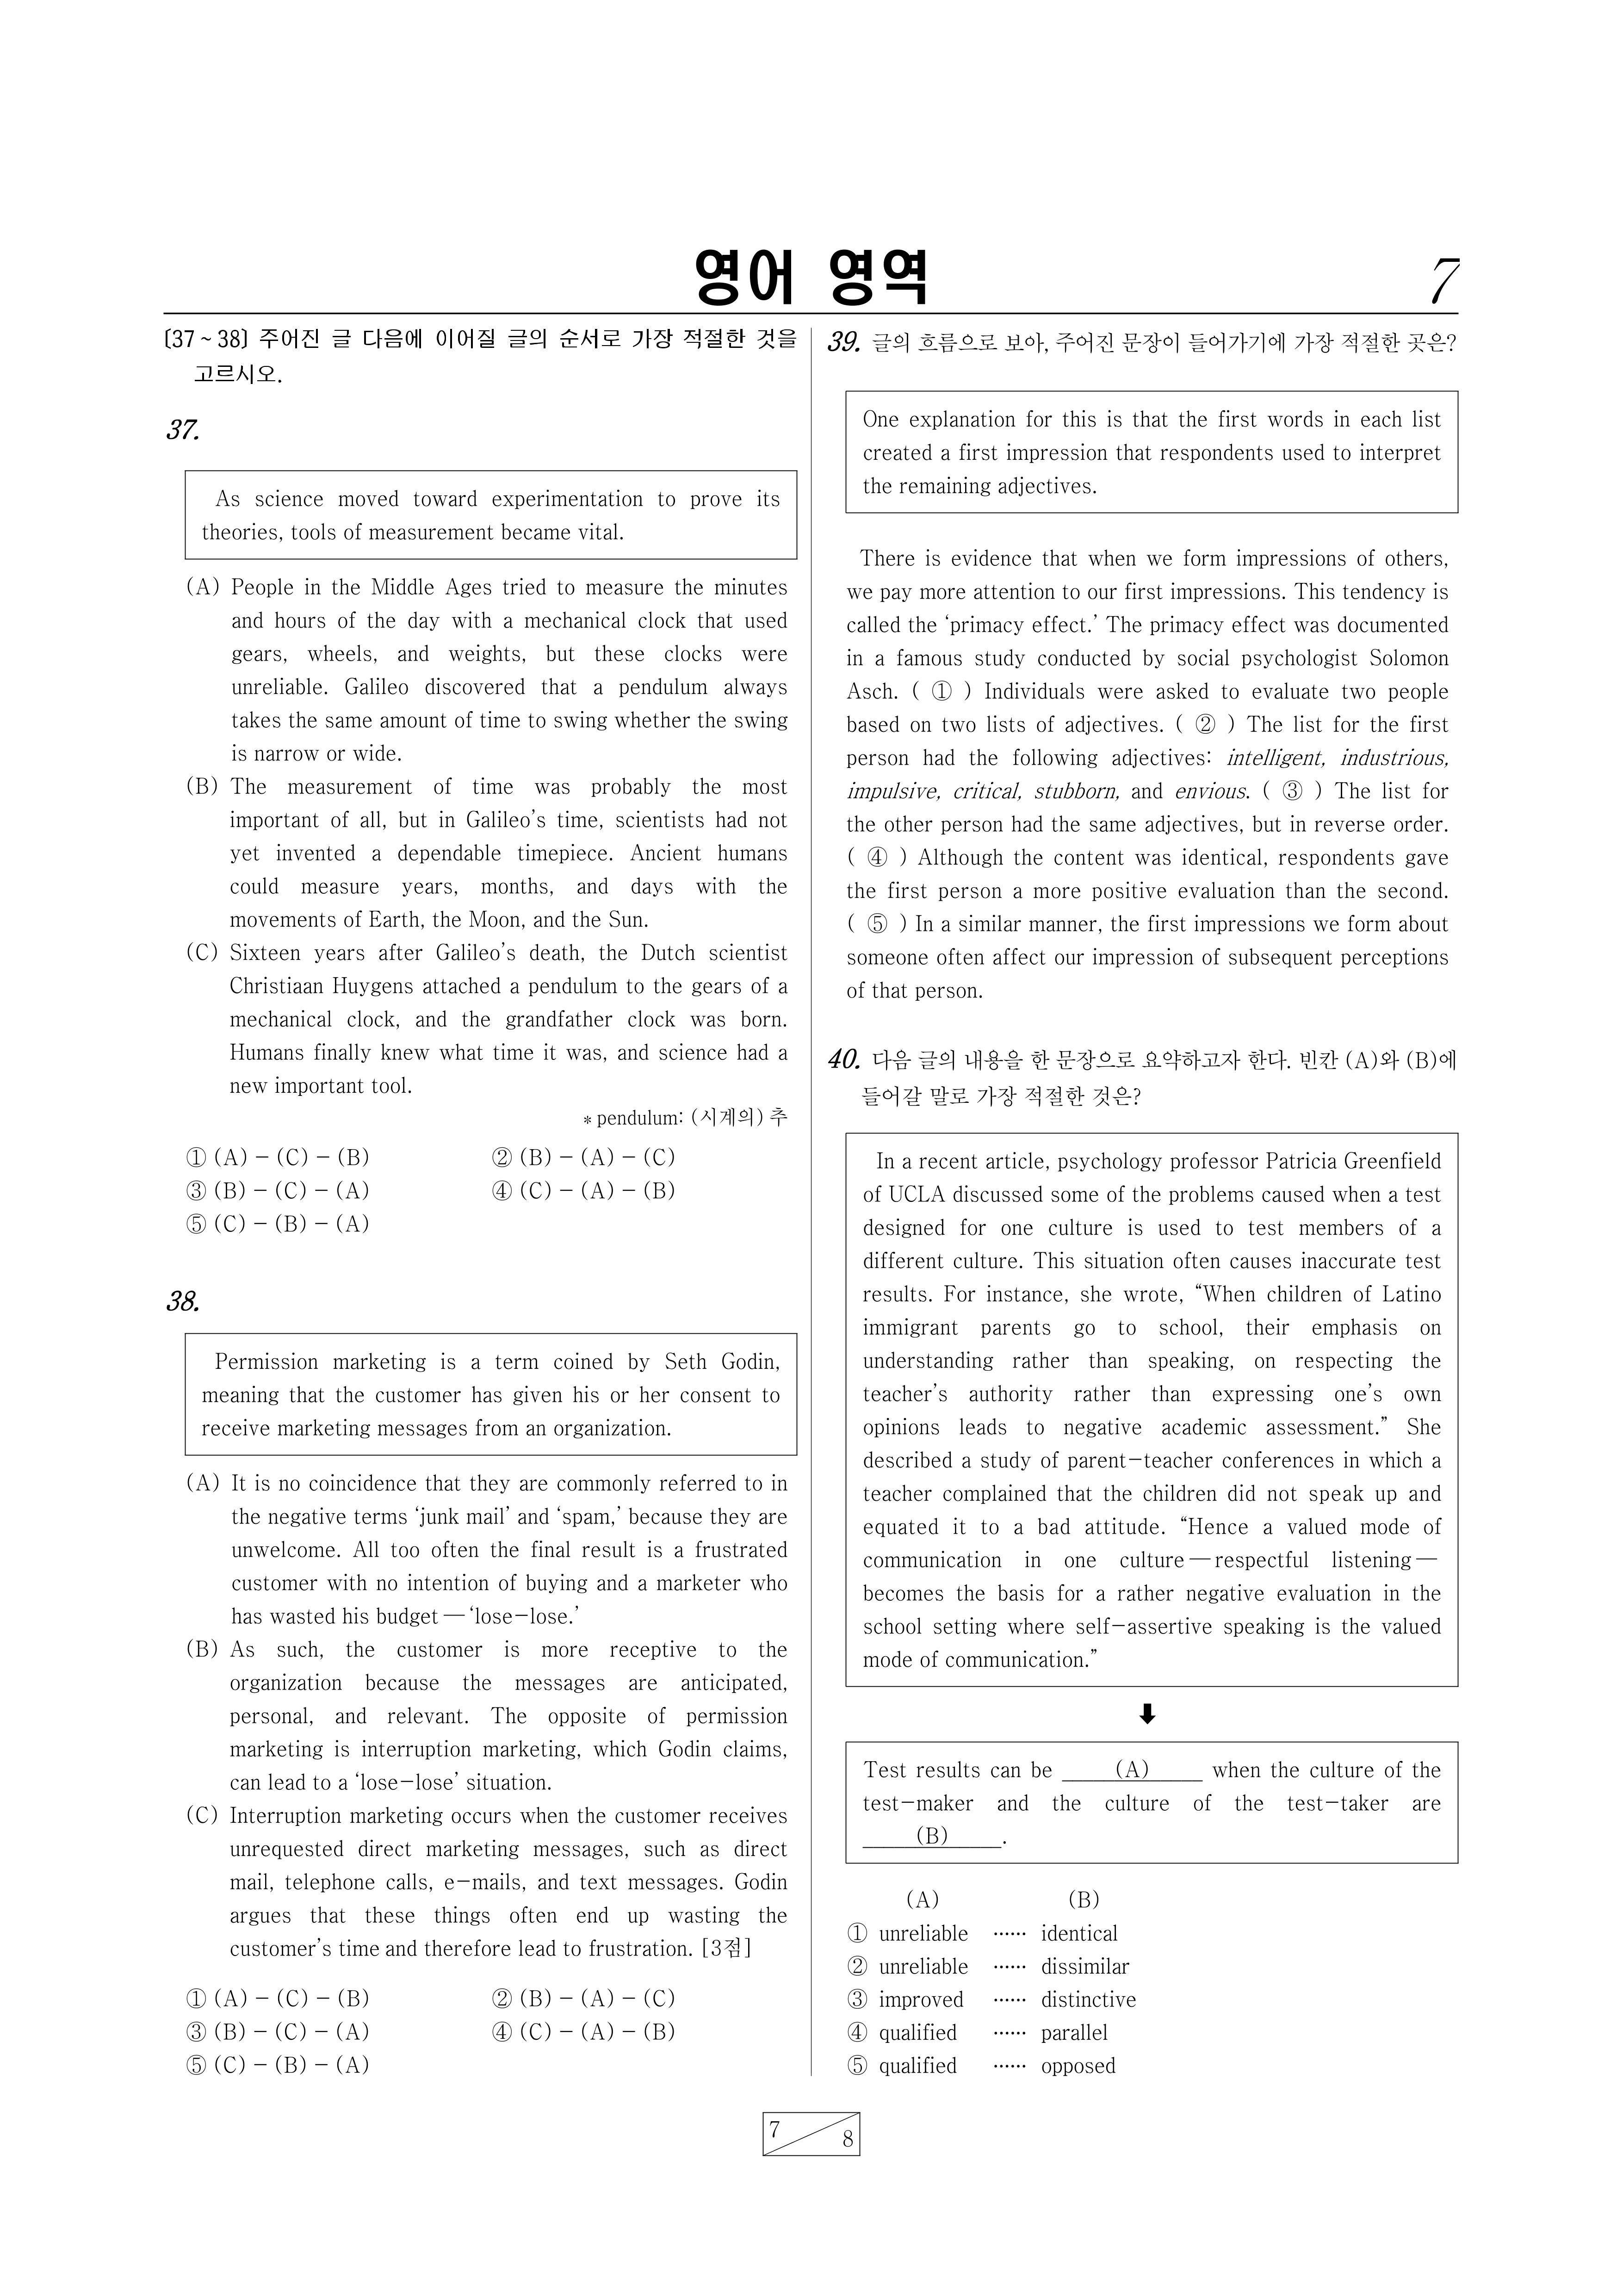 영어 영역
7
[37~38] 주어진 글 다음에 이어질 글의 순서로 가장 적절한 것을
고르시오.
37.
As science moved toward experimentation to prove its
theories, tools of measurement became vital.
(A) People in the Middle Ages tried to measure the minutes
and hours of the day with a mechanical clock that used
gears, wheels, and weights, but these clocks were
unreliable. Galileo discovered that a pendulum always
takes the same amount of time to swing whether the swing
is narrow or wide.
(B) The measurement of time was probably the most
important of all, but in Galileo’s time, scientists had not
yet invented a dependable timepiece. Ancient humans
could measure years, months, and days with the
movements of Earth, the Moon, and the Sun.
(C) Sixteen years after Galileo’s death, the Dutch scientist
Christiaan Huygens attached a pendulum to the gears of a
mechanical clock, and the grandfather clock was born.
Humans finally knew what time it was, and science had a
new important tool.
* pendulum: (시계의) 추
① (A) − (C) − (B) ② (B) − (A) − (C)
③ (B) − (C) − (A) ④ (C) − (A) − (B)
⑤ (C) − (B) − (A)
38.
Permission marketing is a term coined by Seth Godin,
meaning that the customer has given his or her consent to
receive marketing messages from an organization.
(A) It is no coincidence that they are commonly referred to in
the negative terms ‘junk mail’ and ‘spam,’ because they are
unwelcome. All too often the final result is a frustrated
customer with no intention of buying and a marketer who
has wasted his budget — ‘lose−lose.’
(B) As such, the customer is more receptive to the
organization because the messages are anticipated,
personal, and relevant. The opposite of permission
marketing is interruption marketing, which Godin claims,
can lead to a ‘lose−lose’ situation.
(C) Interruption marketing occurs when the customer receives
unrequested direct marketing messages, such as direct
mail, telephone calls, e−mails, and text messages. Godin
argues that these things often end up wasting the
customer’s time and therefore lead to frustration. [3점]
① (A) − (C) − (B) ② (B) − (A) − (C)
③ (B) − (C) − (A) ④ (C) − (A) − (B)
⑤ (C) − (B) − (A)
39. 글의 흐름으로 보아, 주어진 문장이 들어가기에 가장 적절한 곳은?
One explanation for this is that the first words in each list
created a first impression that respondents used to interpret
the remaining adjectives.
There is evidence that when we form impressions of others,
we pay more attention to our first impressions. This tendency is
called the ‘primacy effect.’ The primacy effect was documented
in a famous study conducted by social psychologist Solomon
Asch. ( ① ) Individuals were asked to evaluate two people
based on two lists of adjectives. ( ② ) The list for the first
person had the following adjectives: intelligent, industrious,
impulsive, critical, stubborn, and envious. ( ③ ) The list for
the other person had the same adjectives, but in reverse order.
( ④ ) Although the content was identical, respondents gave
the first person a more positive evaluation than the second.
( ⑤ ) In a similar manner, the first impressions we form about
someone often affect our impression of subsequent perceptions
of that person.
40. 다음 글의 내용을 한 문장으로 요약하고자 한다. 빈칸 (A)와 (B)에
들어갈 말로 가장 적절한 것은?
In a recent article, psychology professor Patricia Greenfield
of UCLA discussed some of the problems caused when a test
designed for one culture is used to test members of a
different culture. This situation often causes inaccurate test
results. For instance, she wrote, “When children of Latino
immigrant parents go to school, their emphasis on
understanding rather than speaking, on respecting the
teacher’s authority rather than expressing one’s own
opinions leads to negative academic assessment.” She
described a study of parent−teacher conferences in which a
teacher complained that the children did not speak up and
equated it to a bad attitude. “Hence a valued mode of
communication in one culture — respectful listening —
becomes the basis for a rather negative evaluation in the
school setting where self−assertive speaking is the valued
mode of communication.”
Test results can be (A) when the culture of the
test−maker and the culture of the test−taker are
(B) .
(A) (B)
① unreliable …… identical
② unreliable …… dissimilar
③ improved …… distinctive
④ qualified …… parallel
⑤ qualified …… opposed
7
8